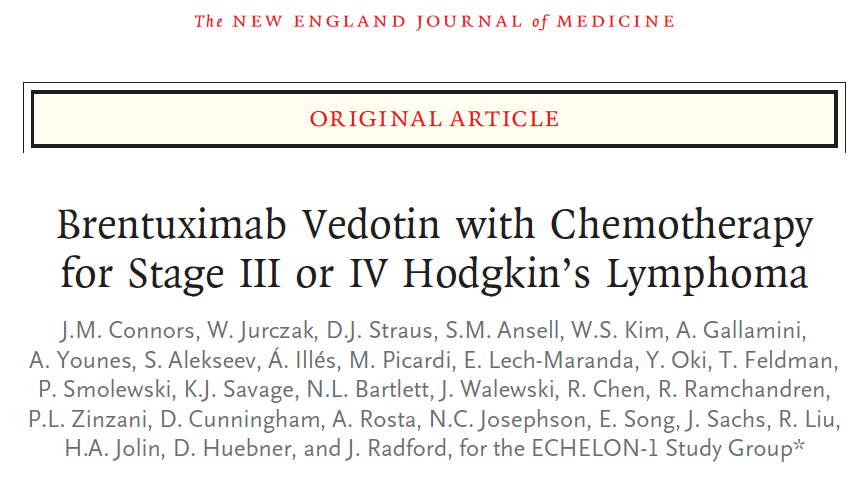 The NEW ENGLAND JOURNAL of MEDICINE
ORIGINAL ARTICLE
Brentuximab Vedotin with Chemotherapy
for Stage III or IV Hodgkin’s Lymphoma
J.M. Connors, W. Jurczak, D.J. Straus, S.M. Ansell, W.S. Kim, A. Gallamini,
A. Younes, S. Alekseev, Á. Illés, M. Picardi, E. Lech-Maranda, Y. Oki, T. Feldman,
P. Smolewski, K.J. Savage, N.L. Bartlett, J. Walewski, R. Chen, R. Ramchandren,
P.L. Zinzani, D. Cunningham, A. Rosta, N.C. Josephson, E. Song, J. Sachs, R. Liu,
H.A. Jolin, D. Huebner, and J. Radford, for the ECHELON-1 Study Group*